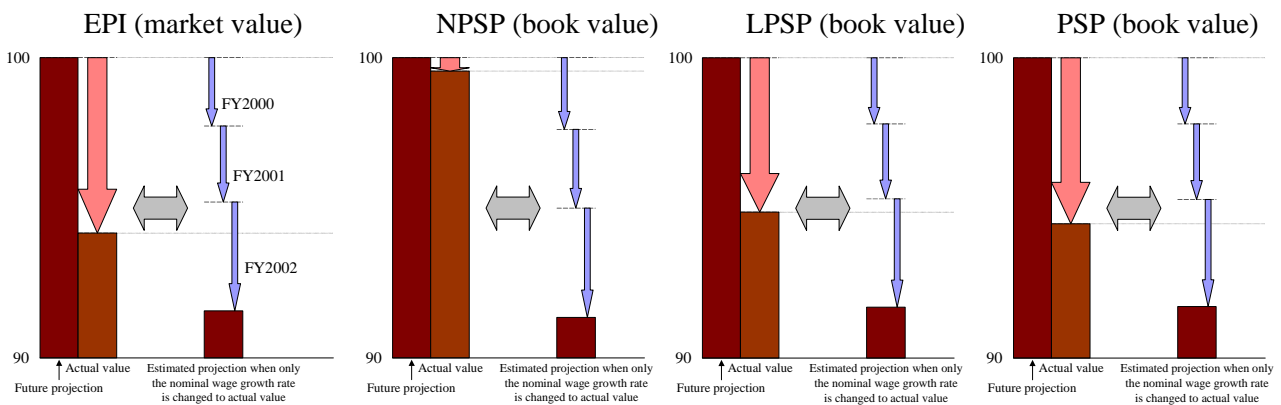 EPI (market value)
100
FY2000
FY2001
FY2002
90
Actual value
Future projection
Estimated projection when only
the nominal wage growth rate
is changed to actual value
NPSP (book value)
100
90
Actual value
Future projection
Estimated projection when only
the nominal wage growth rate
is changed to actual value
LPSP (book value)
100
90
Actual value
Future projection
Estimated projection when only
the nominal wage growth rate
is changed to actual value
PSP (book value)
100
90
Actual value
Future projection
Estimated projection when only
the nominal wage growth rate
is changed to actual value